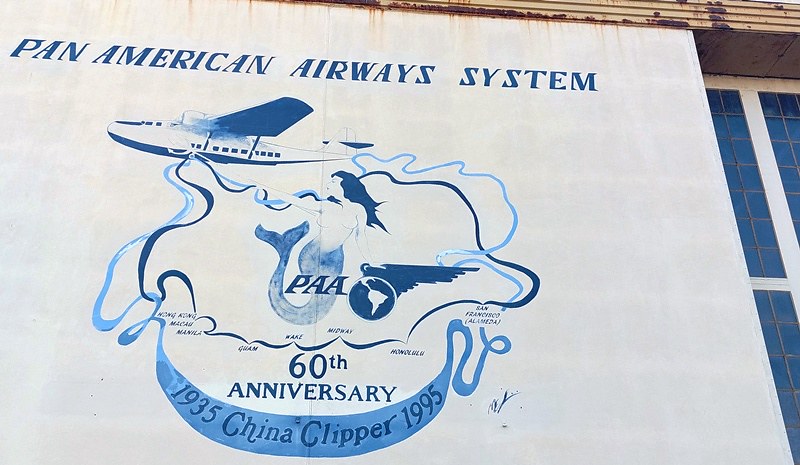 PAN AMERICAN AIRWAYS SYSTEM
PAA
HONG KONG
MACAU
MANILA
GUAM
WAKE
MIDWAY
HONOLULU
SAN
FRANCISCO
(ALAMEDA)
60th
ANNIVERSARY
1935 China Clipper 1995